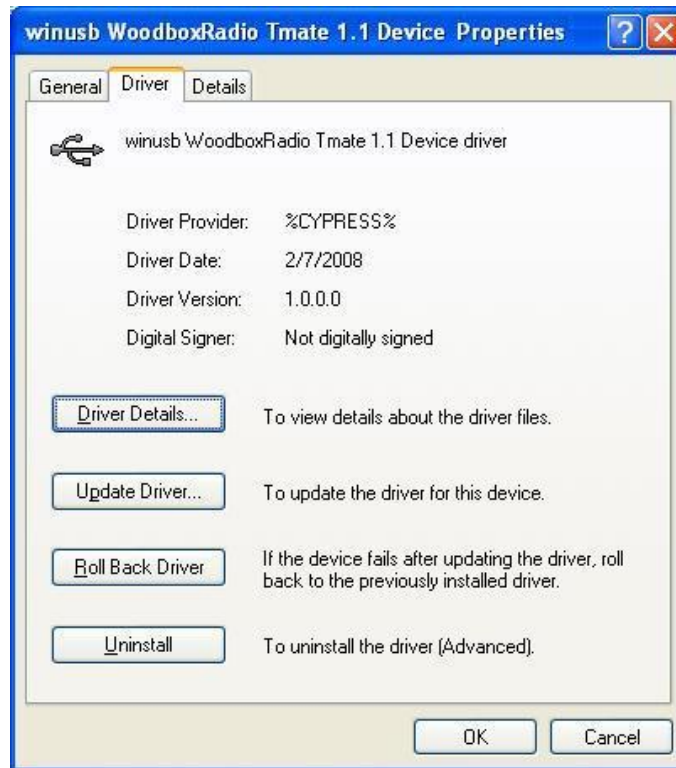 winusb WoodboxRadio Tmate 1.1 Device Properties
General Driver Details
winusb WoodboxRadio Tmate 1.1 Device driver
Driver Provider: %CYPRESS%
Driver Date: 2/7/2008
Driver Version: 1.0.0.0
Digital Signer: Not digitally signed
Driver Details... To view details about the driver files.
Update Driver... To update the driver for this device.
Roll Back Driver If the device fails after updating the driver, roll
back to the previously installed driver.
Uninstall To uninstall the driver (Advanced).
OK Cancel